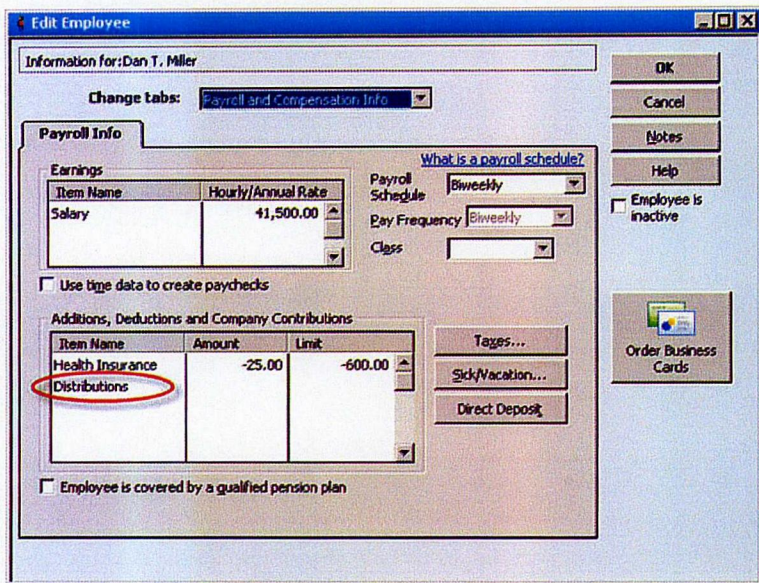 Edit Employee
Information for:Dan T. Miller
Change tabs: Payroll and Compensation Info
Payroll Info
What is a payroll schedule?
Earnings
Item Name Hourly/Annual Rate
Salary 41,500.00
Payroll Schedule Biweekly
Pay Frequency Biweekly
Class
Use time data to create paychecks
Additions, Deductions and Company Contributions
Item Name Amount Limit
Health Insurance -25.00 -600.00
Distributions
Taxes...
Sick/Vacation...
Direct Deposit
Employee is covered by a qualified pension plan
OK
Cancel
Notes
Help
Employee is
inactive
Order Business
Cards